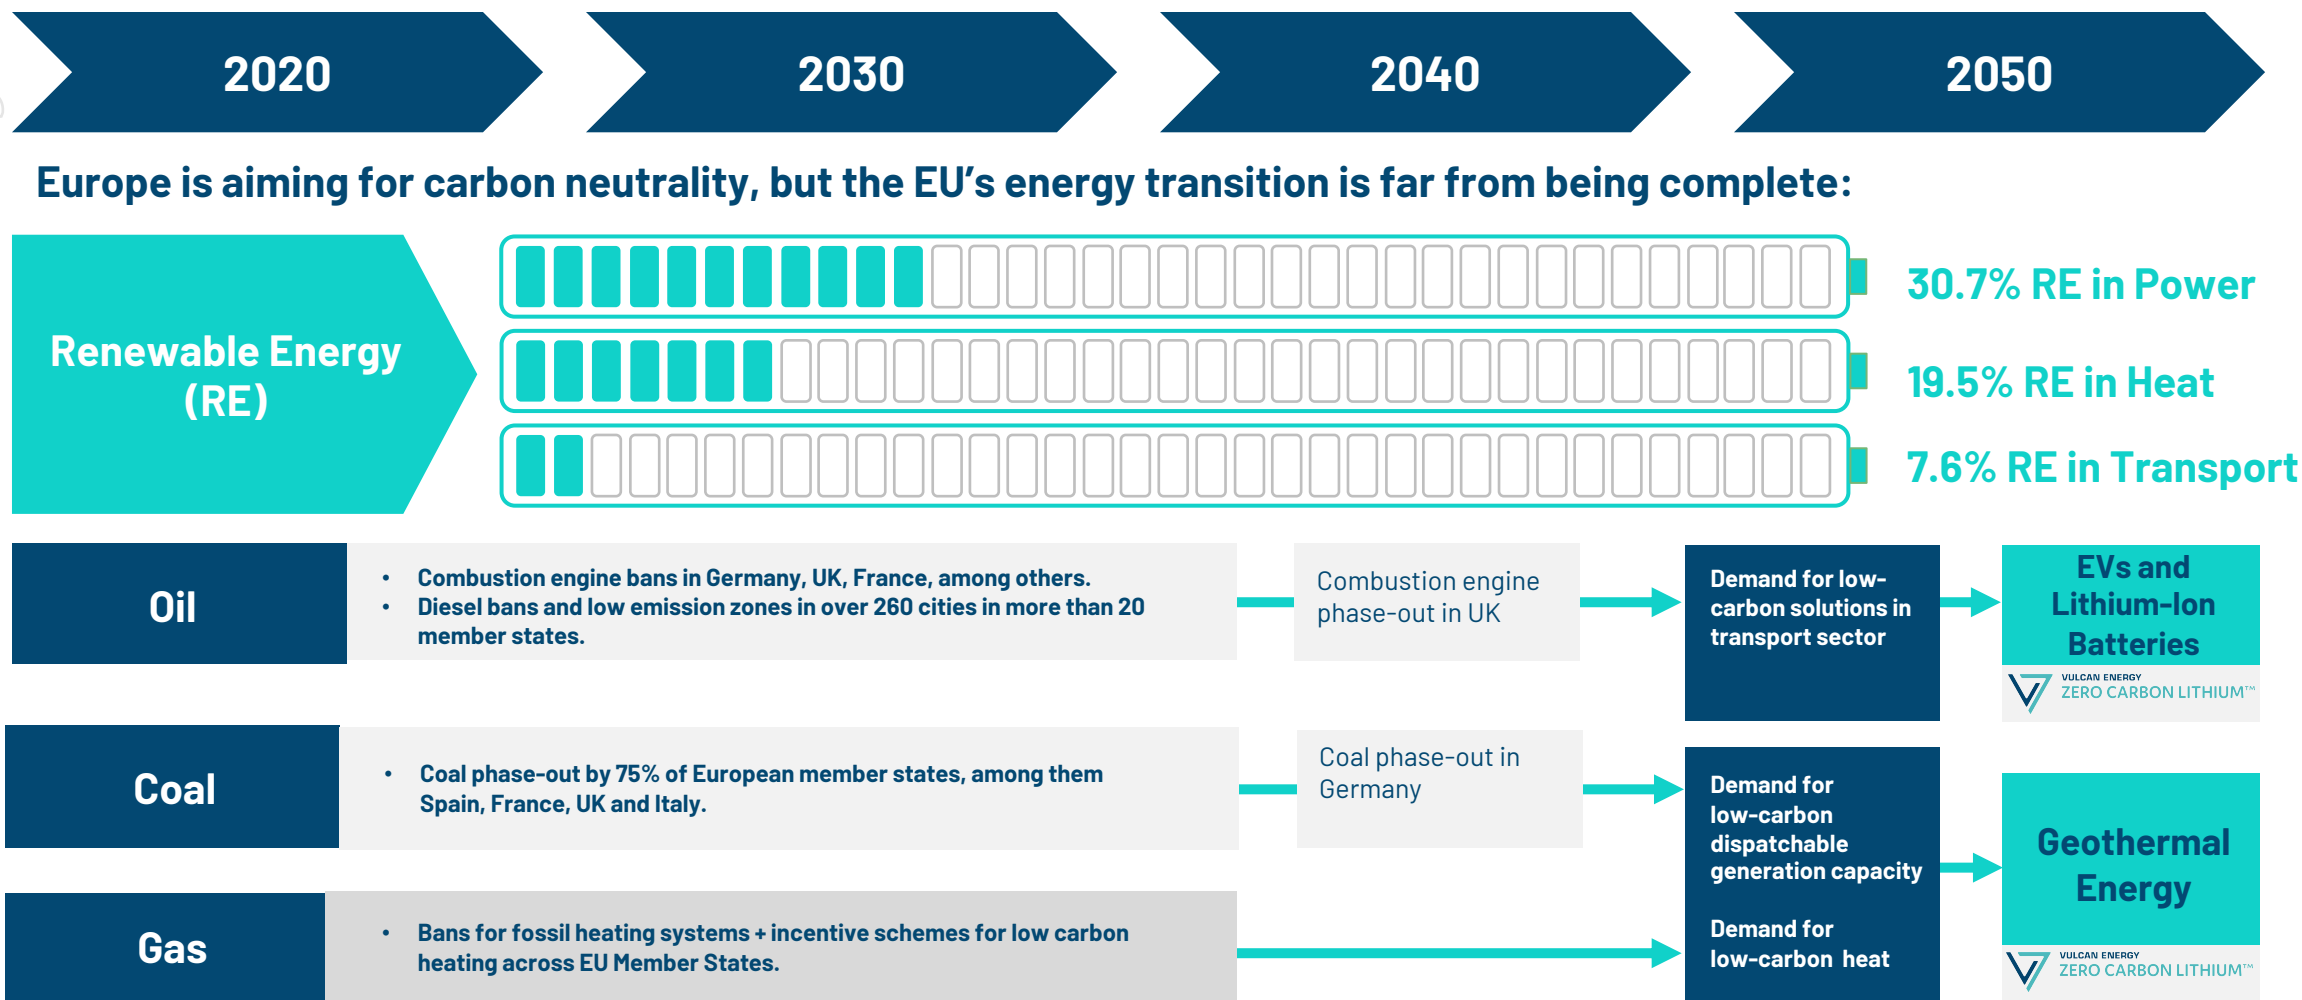 2020
2030
2040
2050
Europe is aiming for carbon neutrality, but the EU’s energy transition is far from being complete:
Renewable Energy
(RE)
30.7% RE in Power
19.5% RE in Heat
7.6% RE in Transport
Oil
• Combustion engine bans in Germany, UK, France, among others.
• Diesel bans and low emission zones in over 260 cities in more than 20
member states.
Combustion engine
phase-out in UK
Demand for low-
carbon solutions in
transport sector
EVs and
Lithium-Ion
Batteries
VULCAN ENERGY
ZERO CARBON LITHIUM™
Coal
• Coal phase-out by 75% of European member states, among them
Spain, France, UK and Italy.
Coal phase-out in
Germany
Demand for
low-carbon
dispatchable
generation capacity
Demand for
low-carbon heat
Geothermal
Energy
VULCAN ENERGY
ZERO CARBON LITHIUM™
Gas
• Bans for fossil heating systems + incentive schemes for low carbon
heating across EU Member States.